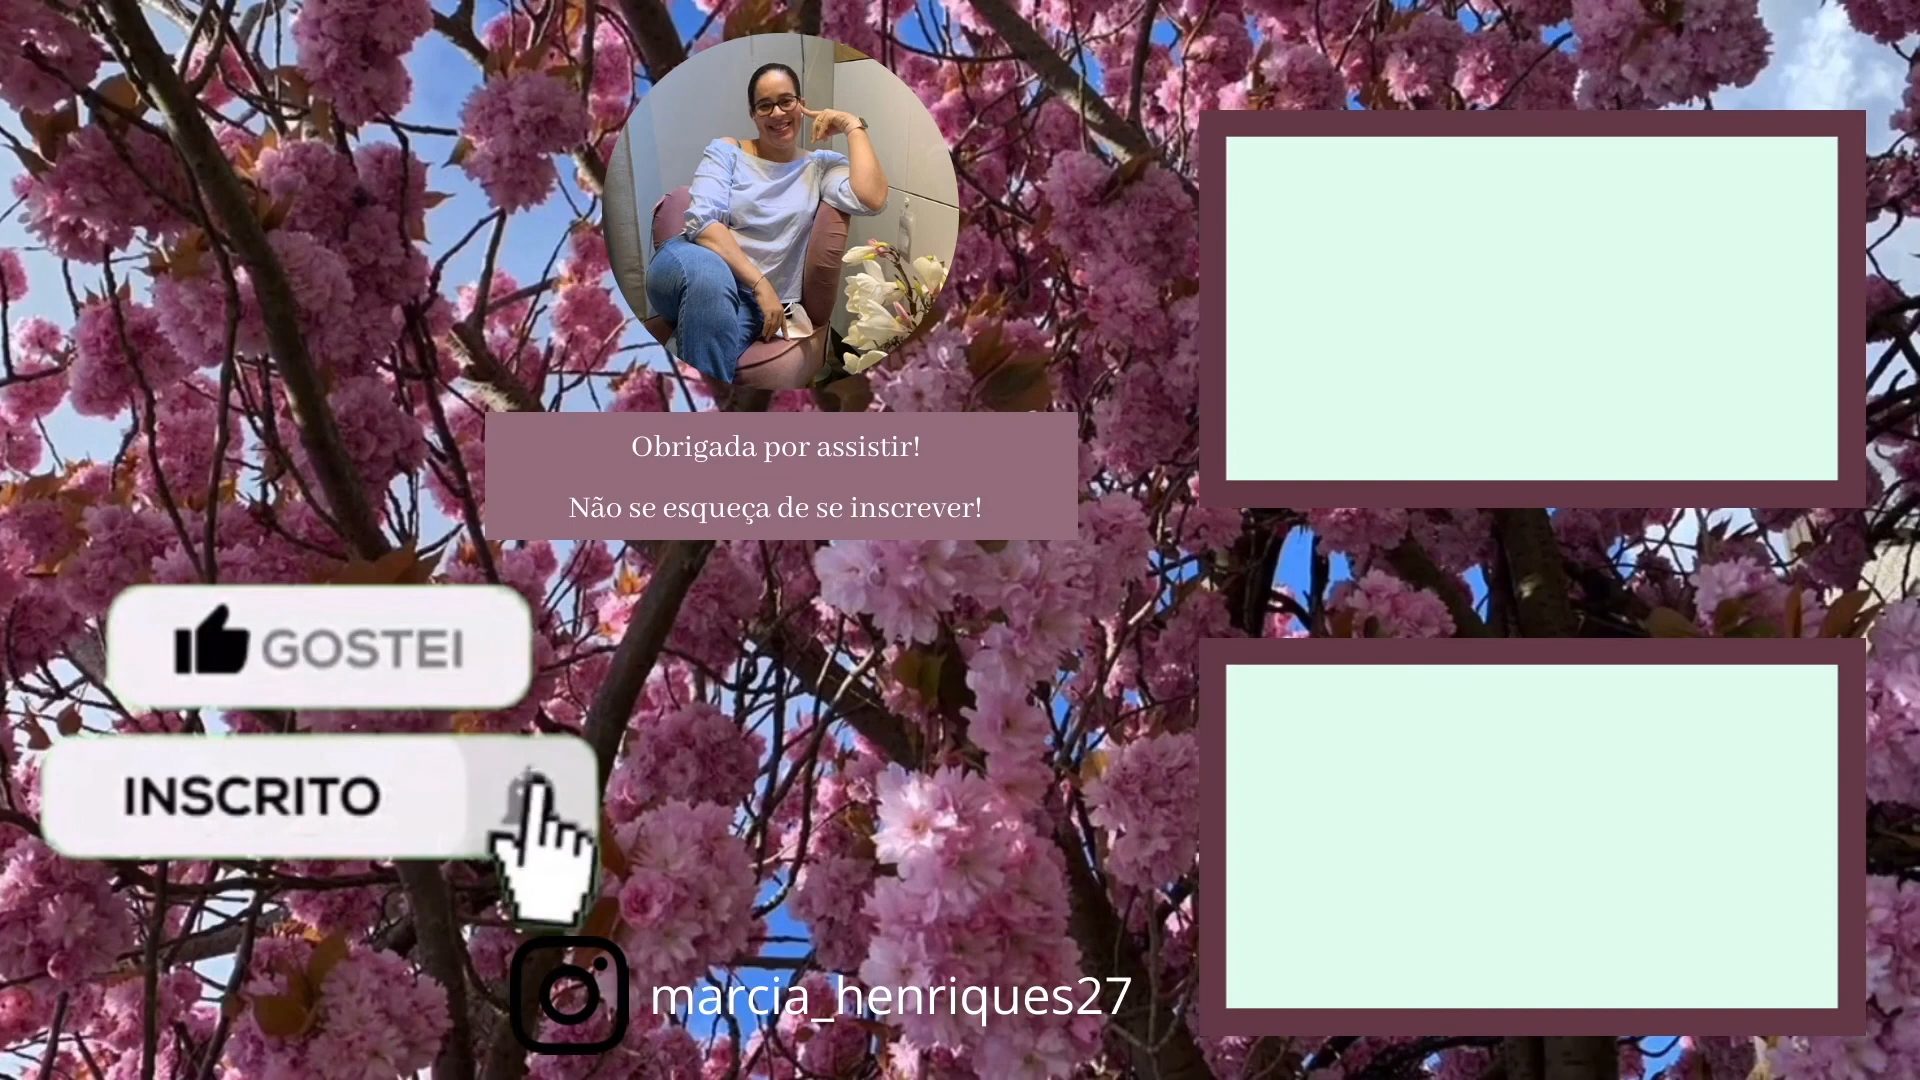 Obrigada por assistir!
Não se esqueça de se inscrever!
GOSTEI
INSCRITO
marcia_henriques27